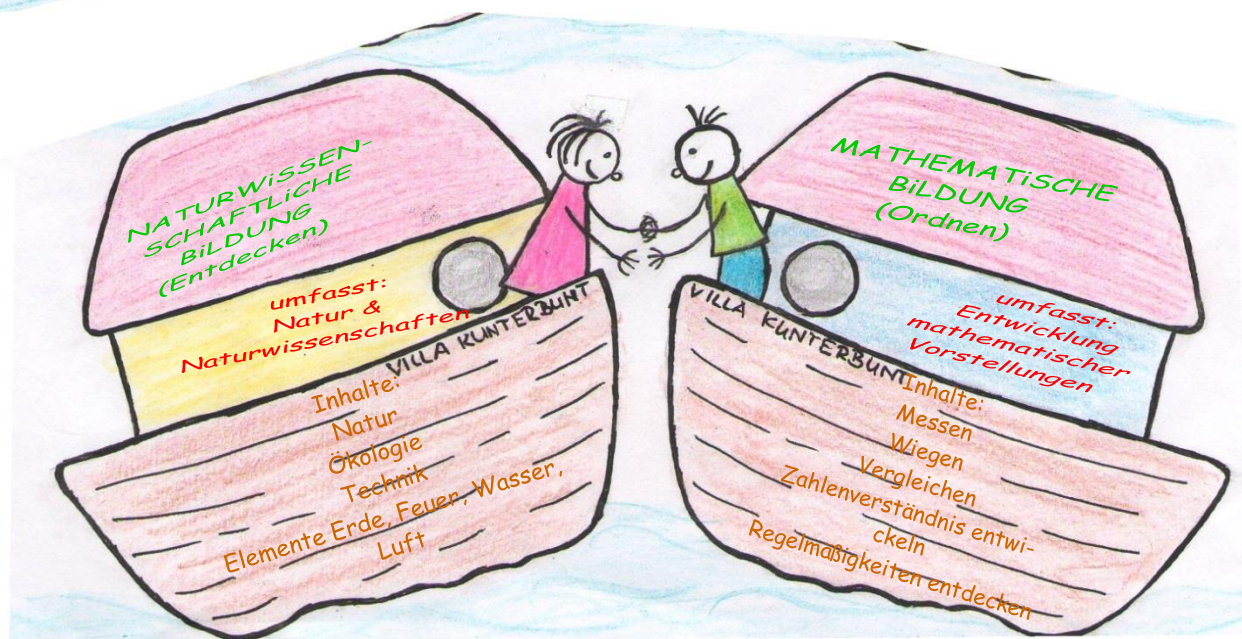 NATURWiSSEN-
SCHAFTLiCHE
BiLDUNG
(Entdecken)
umfasst:
Natur &
Naturwissenschaften
VILLA KUNTERBUNT
Inhalte:
Natur
Ökologie
Technik
Elemente Erde, Feuer, Wasser,
Luft
MATHEMATiSCHE
BiLDUNG
(Ordnen)
umfasst:
Entwicklung
mathematischer
Vorstellungen
VILLA KUNTERBUNT
Inhalte:
Messen
Wiegen
Vergleichen
Zahlenverständnis entwi-
ckeln
Regelmäßigkeiten entdecken